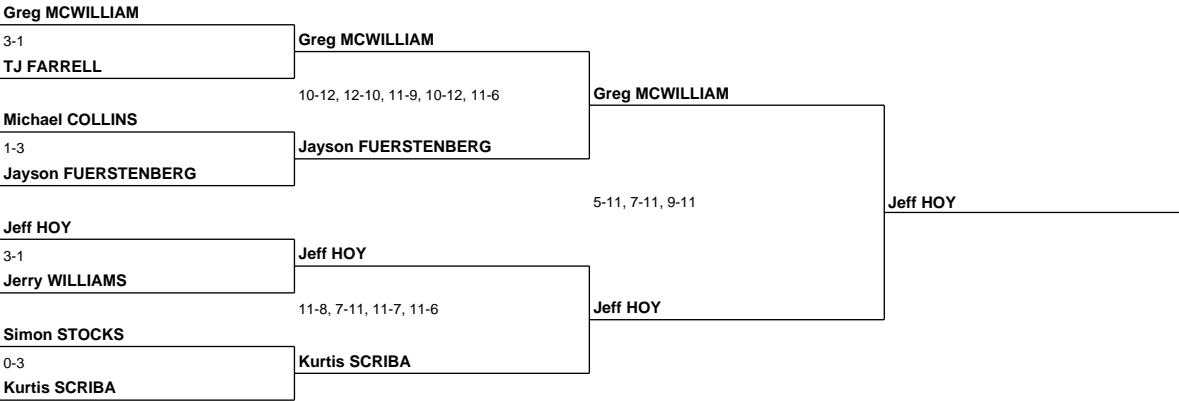 Greg MCWILLIAM
3-1
TJ FARRELL
Michael COLLINS
1-3
Jayson FUERSTENBERG
Jeff HOY
3-1
Jerry WILLIAMS
Simon STOCKS
0-3
Kurtis SCRIBA
Greg MCWILLIAM
10-12, 12-10, 11-9, 10-12, 11-6
Jayson FUERSTENBERG
Jeff HOY
11-8, 7-11, 11-7, 11-6
Kurtis SCRIBA
Greg MCWILLIAM
5-11, 7-11, 9-11
Jeff HOY
Jeff HOY